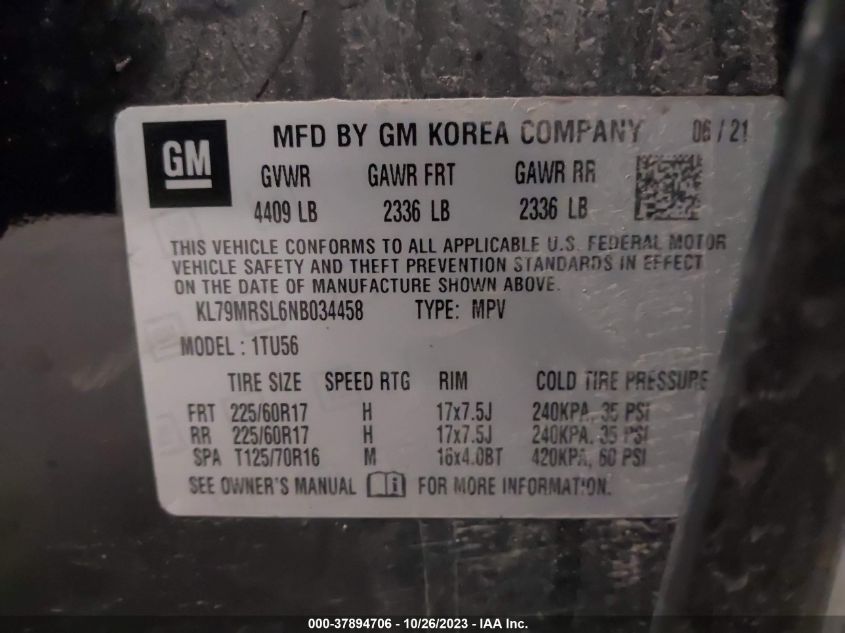 GM
MFD BY GM KOREA COMPANY 06 / 21
GVWR GAWR FRT GAWR RR
4409 LB 2336 LB 2336 LB
THIS VEHICLE CONFORMS TO ALL APPLICABLE U.S. FEDERAL MOTOR
VEHICLE SAFETY AND THEFT PREVENTION STANDARDS IN EFFECT
ON THE DATE OF MANUFACTURE SHOWN ABOVE.
KL79MRSL6NB034458 TYPE: MPV
MODEL : 1TU56
TIRE SIZE SPEED RTG RIM COLD TIRE PRESSURE
FRT 225/60R17 H 17x7.5J 240KPA, 35 PSI
RR 225/60R17 H 17x7.5J 240KPA, 35 PSI
SPA T125/70R16 M 16x4.0BT 420KPA, 60 PSI
SEE OWNER'S MANUAL i FOR MORE INFORMATION.
000-37894706 - 10/26/2023 - IAA Inc.